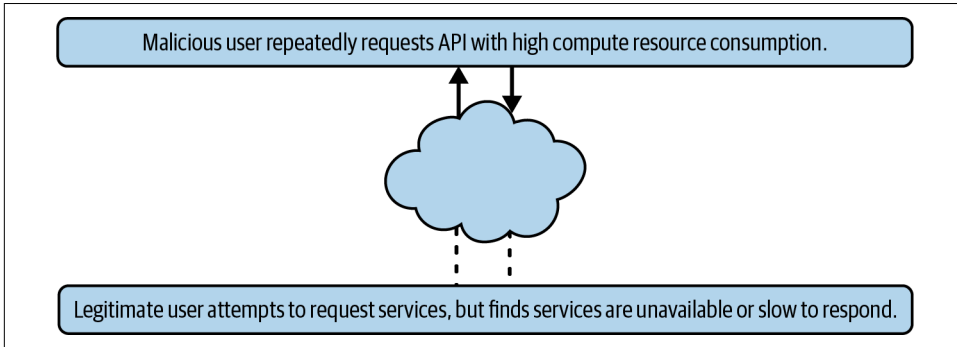 Malicious user repeatedly requests API with high compute resource consumption.
Legitimate user attempts to request services, but finds services are unavailable or slow to respond.